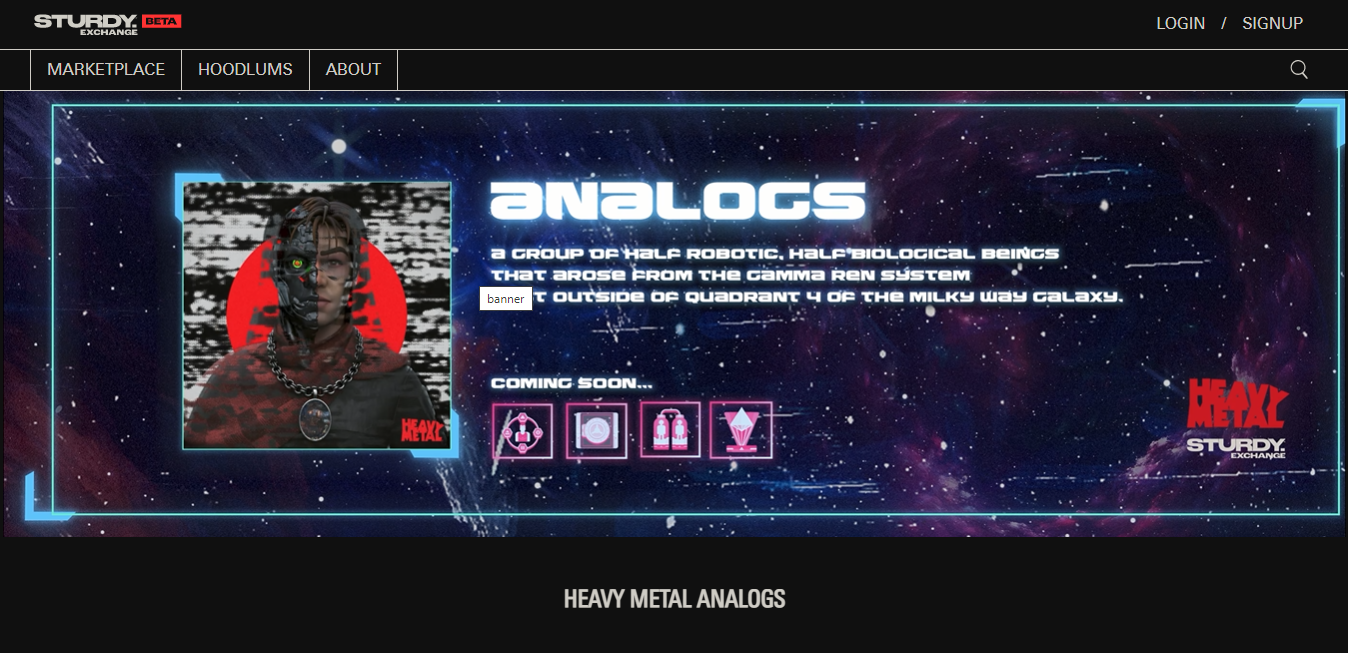 STURDY. BETA
EXCHANGE
LOGIN / SIGNUP
MARKETPLACE HOODLUMS ABOUT
ANALOGS
A GROUP OF HALF ROBOTIC, HALF BIOLOGICAL BEINGS
THAT AROSE FROM THE GAMMA REN SYSTEM
banner
T OUTSIDE OF QUADRANT 4 OF THE MILKY WAY GALAXY.
COMING SOON...
HEAVY
METAL
HEAVY
METAL
STURDY.
EXCHANGE
HEAVY METAL ANALOGS